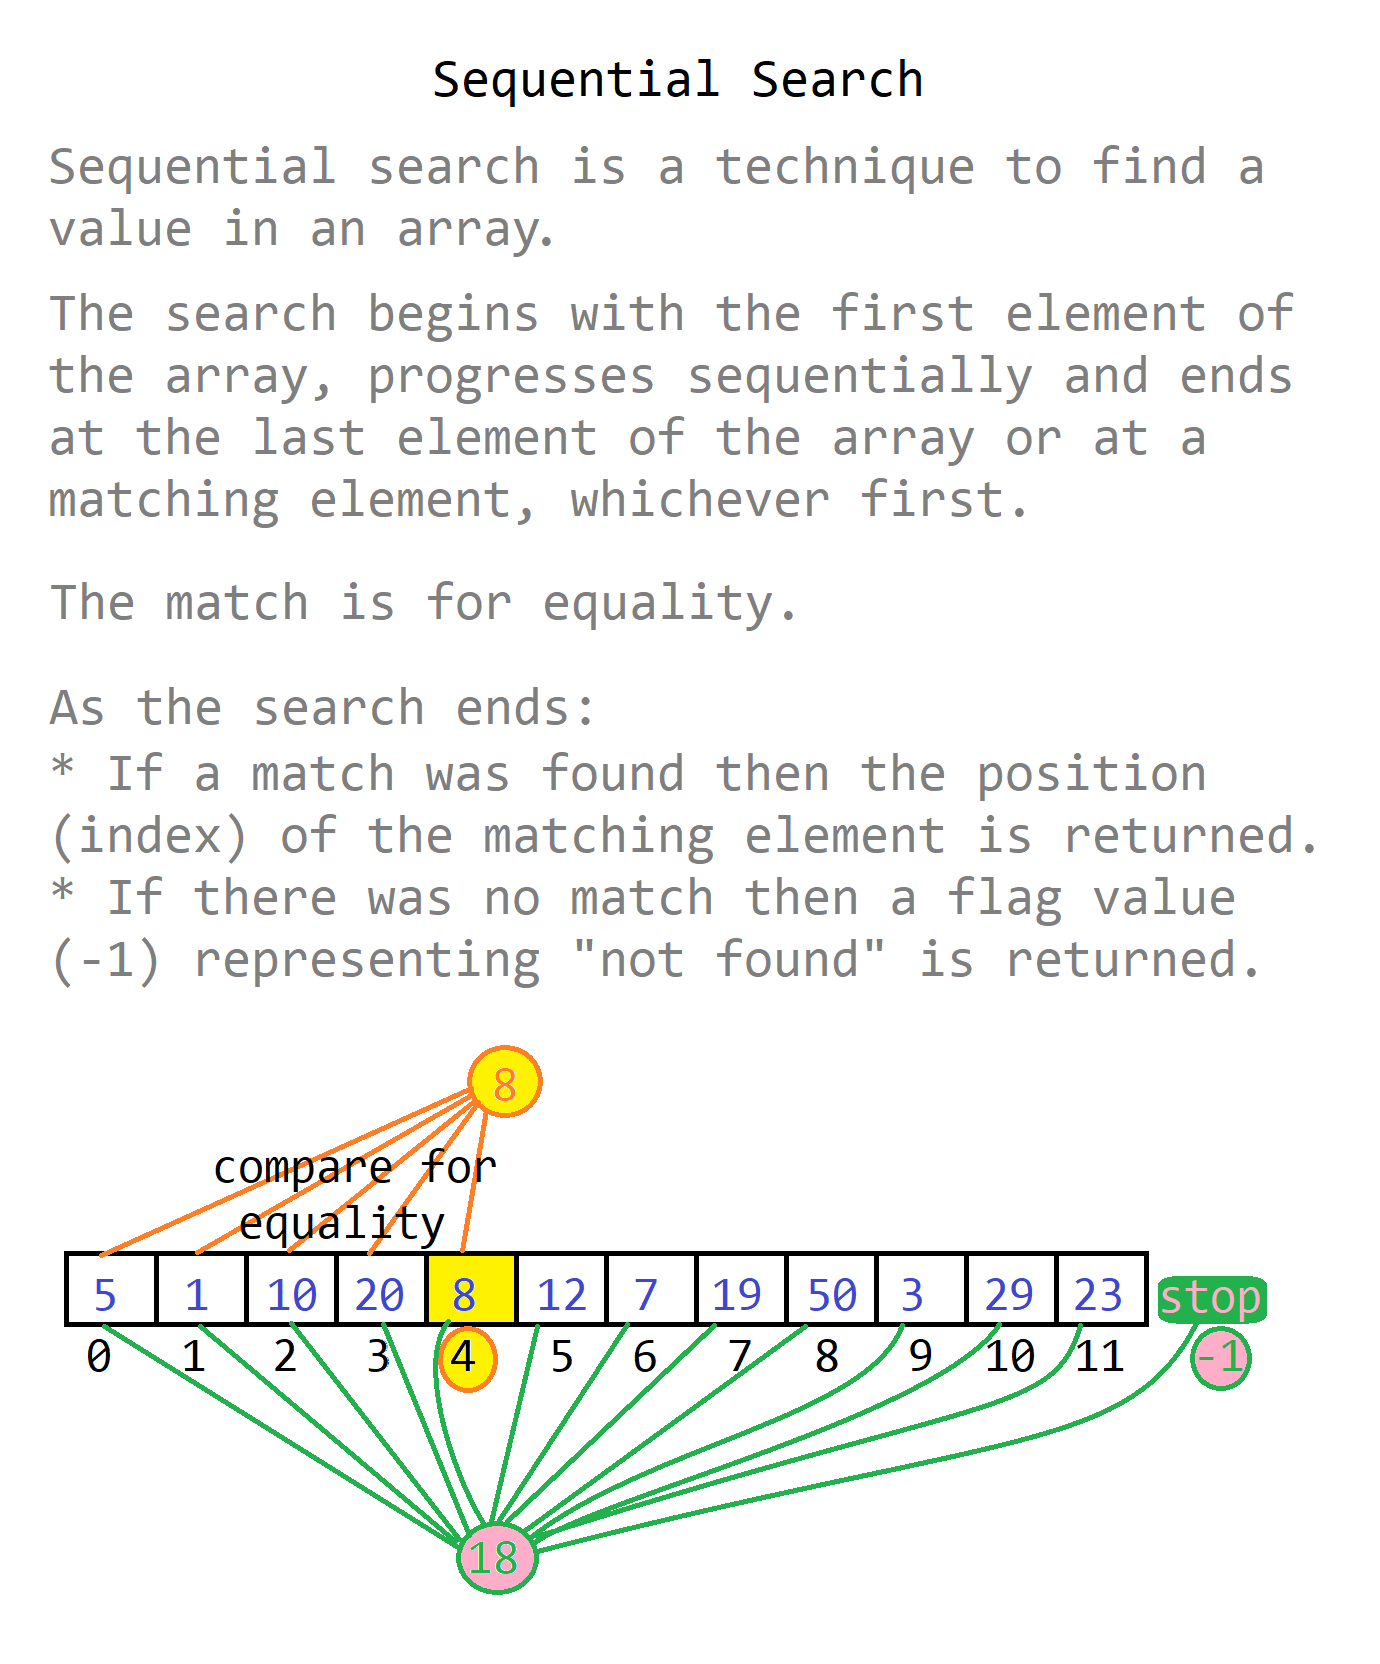 Sequential Search
Sequential search is a technique to find a
value in an array.
The search begins with the first element of
the array, progresses sequentially and ends
at the last element of the array or at a
matching element, whichever first.
The match is for equality.
As the search ends:
* If a match was found then the position
(index) of the matching element is returned.
* If there was no match then a flag value
(-1) representing "not found" is returned.
8
compare for
equality
5 1 10 20 8 12 7 19 50 3 29 23 stop
0 1 2 3 4 5 6 7 8 9 10 11 -1
18